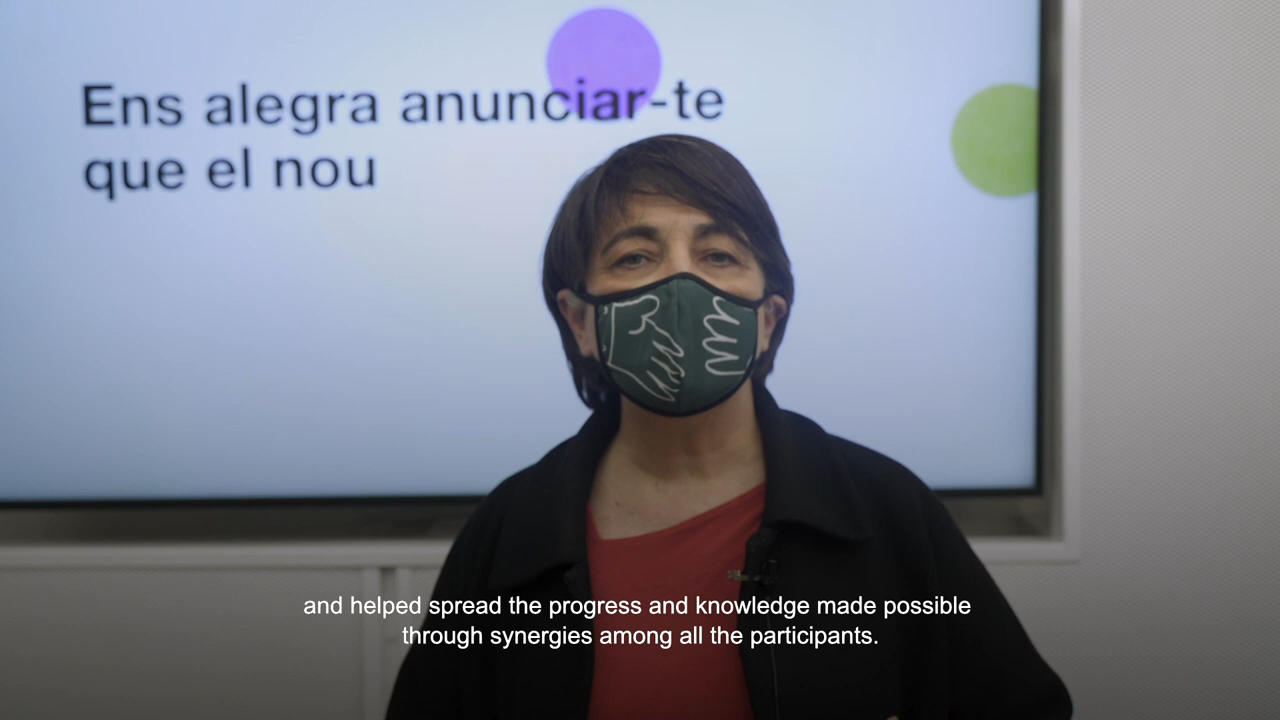 Ens alegra anunciar-te
que el nou
and helped spread the progress and knowledge made possible
through synergies among all the participants.